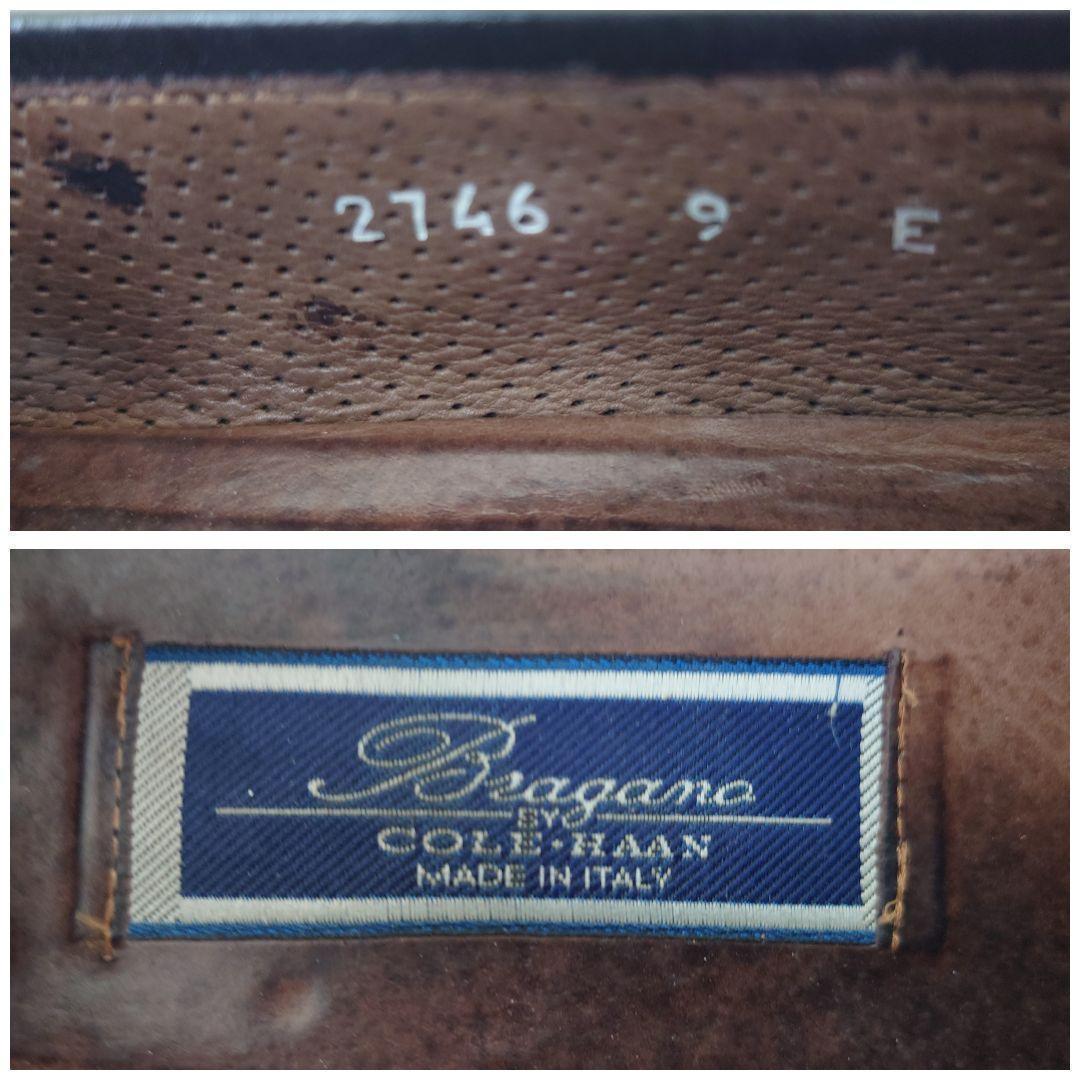 2746 9 E
Bragano
BY
COLE·HAAN
MADE IN ITALY